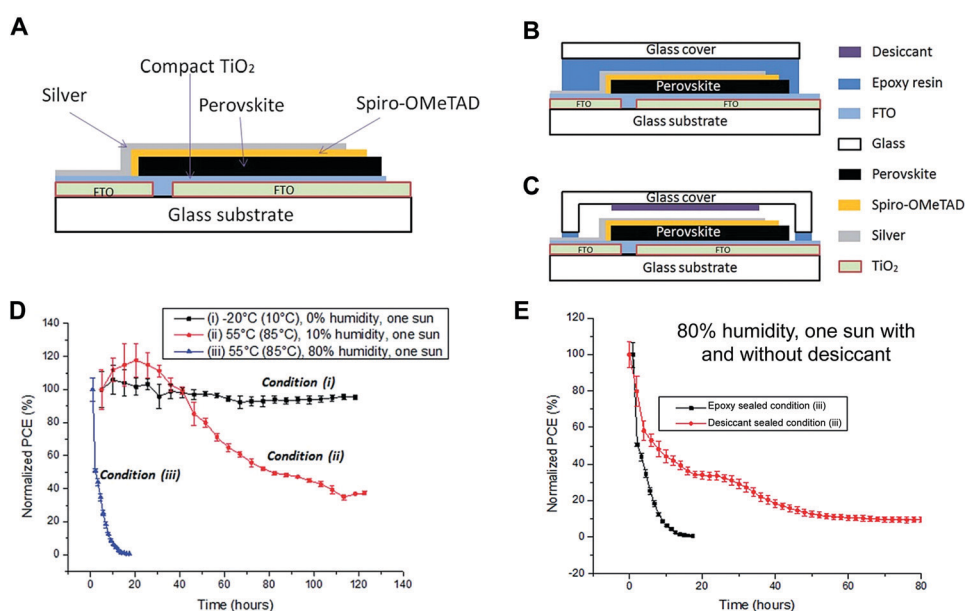 A
Compact TiO₂
Silver
Perovskite
Spiro-OMeTAD
FTO
FTO
Glass substrate
B
Glass cover
Perovskite
FTO
FTO
Glass substrate
C
Glass cover
Perovskite
FTO
FTO
Glass substrate
Desiccant
Epoxy resin
FTO
Glass
Perovskite
Spiro-OMeTAD
Silver
TiO₂
D
(i) -20°C (10°C), 0% humidity, one sun
(ii) 55°C (85°C), 10% humidity, one sun
(iii) 55°C (85°C), 80% humidity, one sun
Condition (i)
Condition (ii)
Condition (iii)
Normalized PCE (%)
140
120
100
80
60
40
20
0
0 20 40 60 80 100 120 140
Time (hours)
E
80% humidity, one sun with
and without desiccant
Epoxy sealed condition (iii)
Desiccant sealed condition (iii)
Normalized PCE (%)
120
100
80
60
40
20
0
-20
0 20 40 60 80
Time (hours)